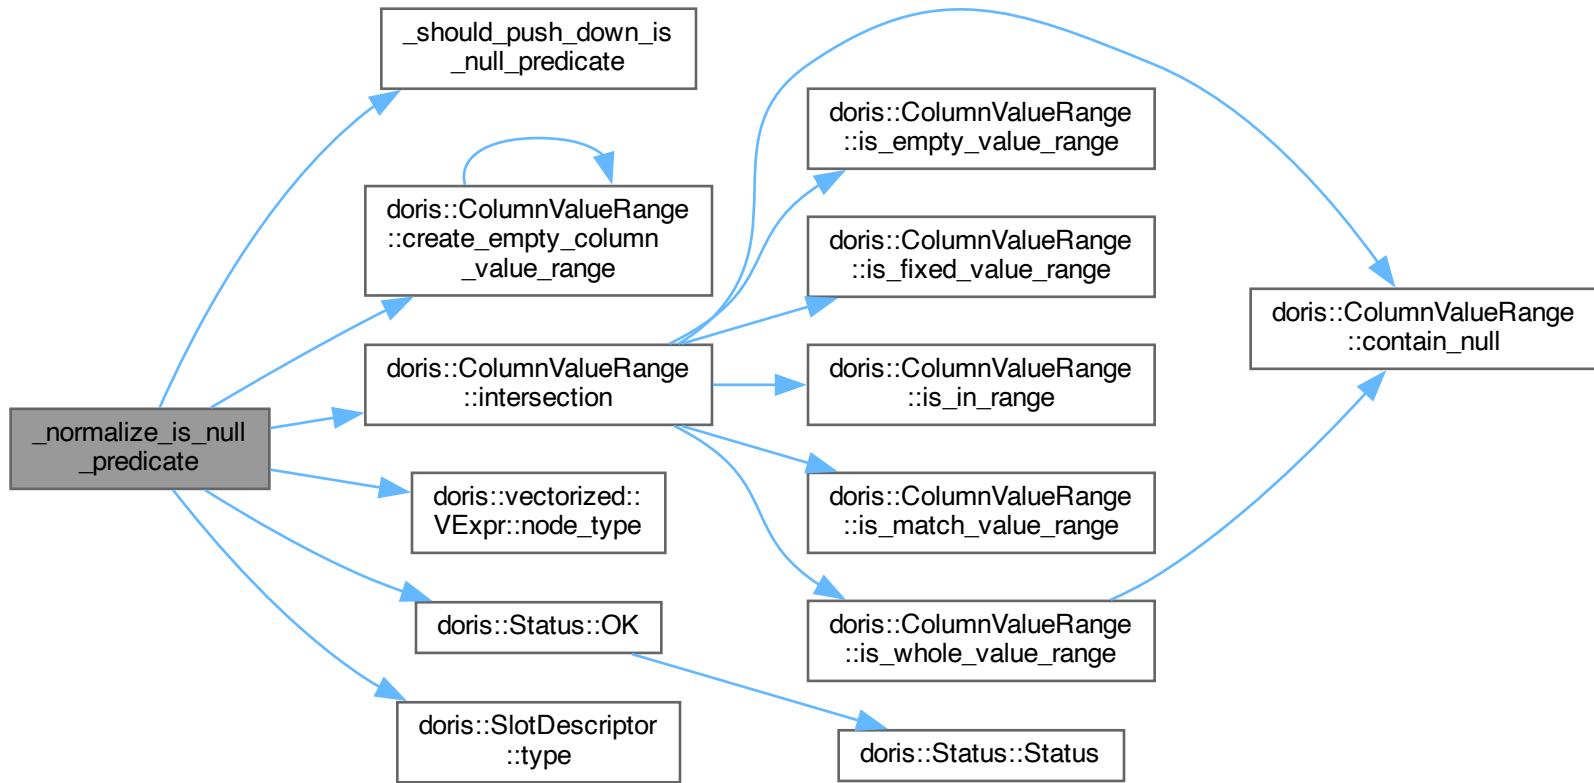 _normalize_is_null
_predicate
_should_push_down_is
_null_predicate
doris::ColumnValueRange
::create_empty_column
_value_range
doris::ColumnValueRange
::intersection
doris::vectorized::
VExpr::node_type
doris::Status::OK
doris::SlotDescriptor
::type
doris::ColumnValueRange
::is_empty_value_range
doris::ColumnValueRange
::is_fixed_value_range
doris::ColumnValueRange
::is_in_range
doris::ColumnValueRange
::is_match_value_range
doris::ColumnValueRange
::is_whole_value_range
doris::Status::Status
doris::ColumnValueRange
::contain_null